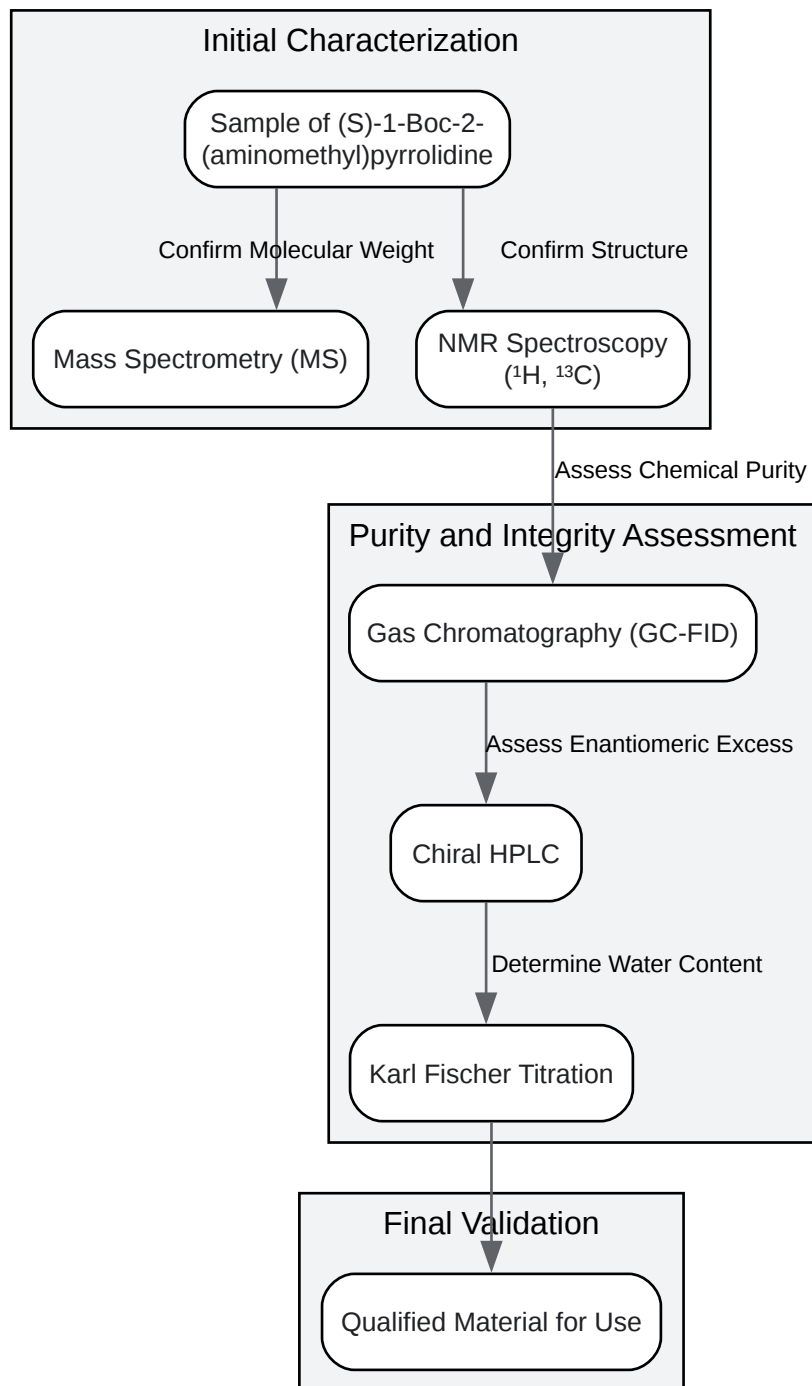 Initial Characterization
Sample of (S)-1-Boc-2-
(aminomethyl)pyrrolidine
Confirm Molecular Weight
Confirm Structure
Mass Spectrometry (MS)
NMR Spectroscopy
(¹H, ¹³C)
Assess Chemical Purity
Purity and Integrity Assessment
Gas Chromatography (GC-FID)
Assess Enantiomeric Excess
Chiral HPLC
Determine Water Content
Karl Fischer Titration
Final Validation
Qualified Material for Use